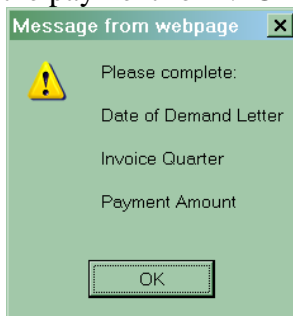 Message from webpage
Please complete:
Date of Demand Letter
Invoice Quarter
Payment Amount
OK